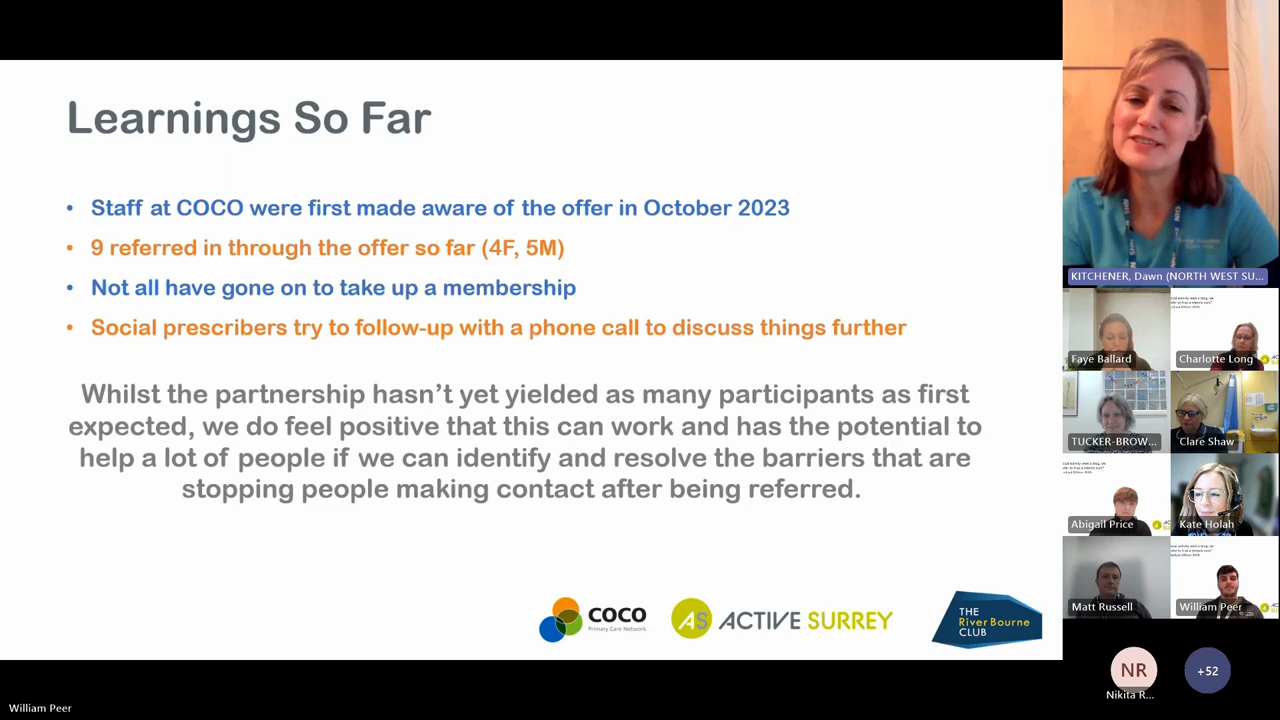 Learnings So Far
• Staff at COCO were first made aware of the offer in October 2023
• 9 referred in through the offer so far (4F, 5M)
• Not all have gone on to take up a membership
• Social prescribers try to follow-up with a phone call to discuss things further
Whilst the partnership hasn't yet yielded as many participants as first
expected, we do feel positive that this can work and has the potential to
help a lot of people if we can identify and resolve the barriers that are
stopping people making contact after being referred.
COCO
Primary Care Network
AS ACTIVE SURREY
THE
River Bourne
CLUB
William Peer
KITCHENER, Dawn (NORTH WEST SU...
Faye Ballard
Charlotte Long
TUCKER-BROW...
Clare Shaw
Abigail Price
Kate Holah
Matt Russell
William Peer
NR
Nikita R...
+52